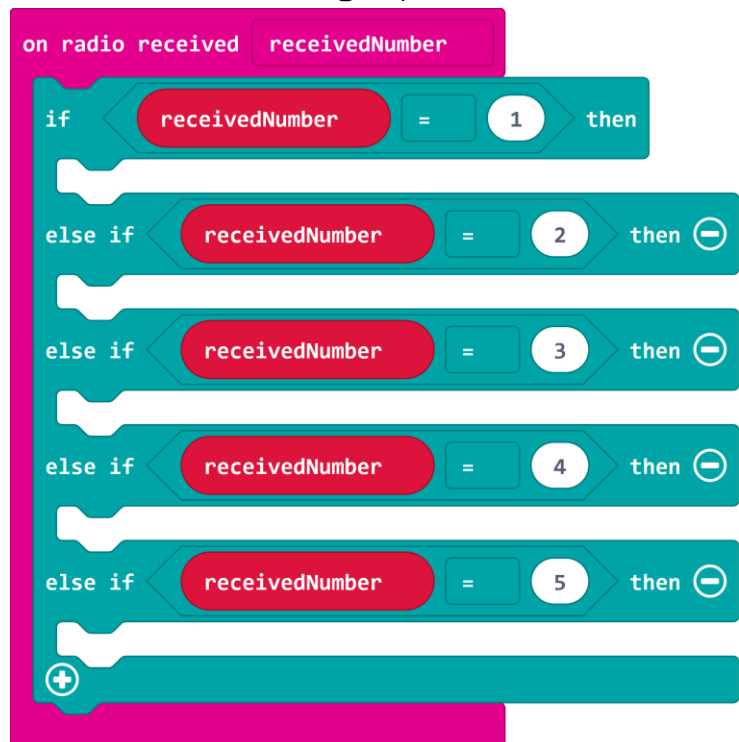 on radio received receivedNumber
if receivedNumber = 1 then
else if receivedNumber = 2 then
else if receivedNumber = 3 then
else if receivedNumber = 4 then
else if receivedNumber = 5 then